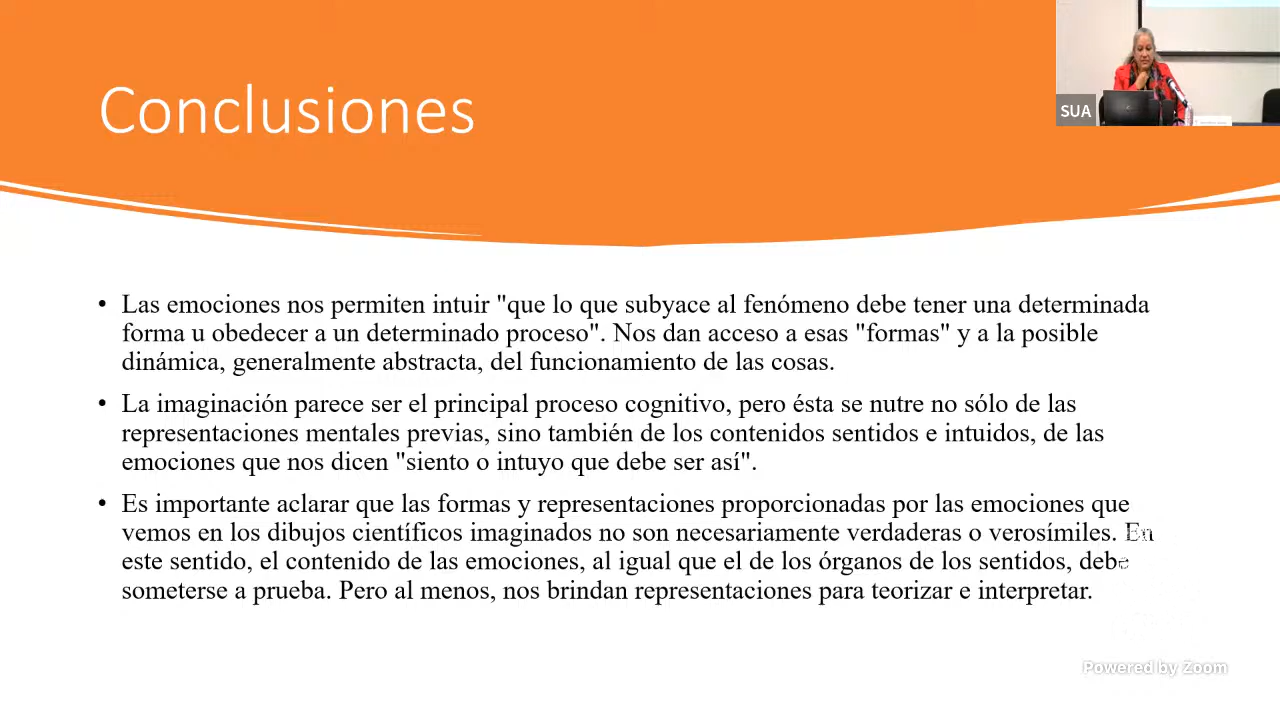 Conclusiones
SUA
• Las emociones nos permiten intuir "que lo que subyace al fenómeno debe tener una determinada
forma u obedecer a un determinado proceso". Nos dan acceso a esas "formas" y a la posible
dinámica, generalmente abstracta, del funcionamiento de las cosas.
• La imaginación parece ser el principal proceso cognitivo, pero ésta se nutre no sólo de las
representaciones mentales previas, sino también de los contenidos sentidos e intuidos, de las
emociones que nos dicen "siento o intuyo que debe ser así".
• Es importante aclarar que las formas y representaciones proporcionadas por las emociones que
vemos en los dibujos científicos imaginados no son necesariamente verdaderas o verosímiles. En
este sentido, el contenido de las emociones, al igual que el de los órganos de los sentidos, debe
someterse a prueba. Pero al menos, nos brindan representaciones para teorizar e interpretar.
Powered by Zoom